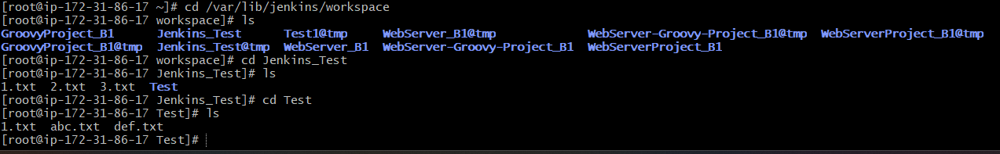 [root@ip-172-31-86-17 ~]# cd /var/lib/jenkins/workspace
[root@ip-172-31-86-17 workspace]# ls
GroovyProject_B1 Jenkins_Test Test1@tmp WebServer_B1@tmp WebServer-Groovy-Project_B1@tmp WebServerProject_B1@tmp
GroovyProject_B1@tmp Jenkins_Test@tmp WebServer_B1 WebServer-Groovy-Project_B1 WebServerProject_B1
[root@ip-172-31-86-17 workspace]# cd Jenkins_Test
[root@ip-172-31-86-17 Jenkins_Test]# ls
1.txt 2.txt 3.txt Test
[root@ip-172-31-86-17 Jenkins_Test]# cd Test
[root@ip-172-31-86-17 Test]# ls
1.txt abc.txt def.txt
[root@ip-172-31-86-17 Test]#